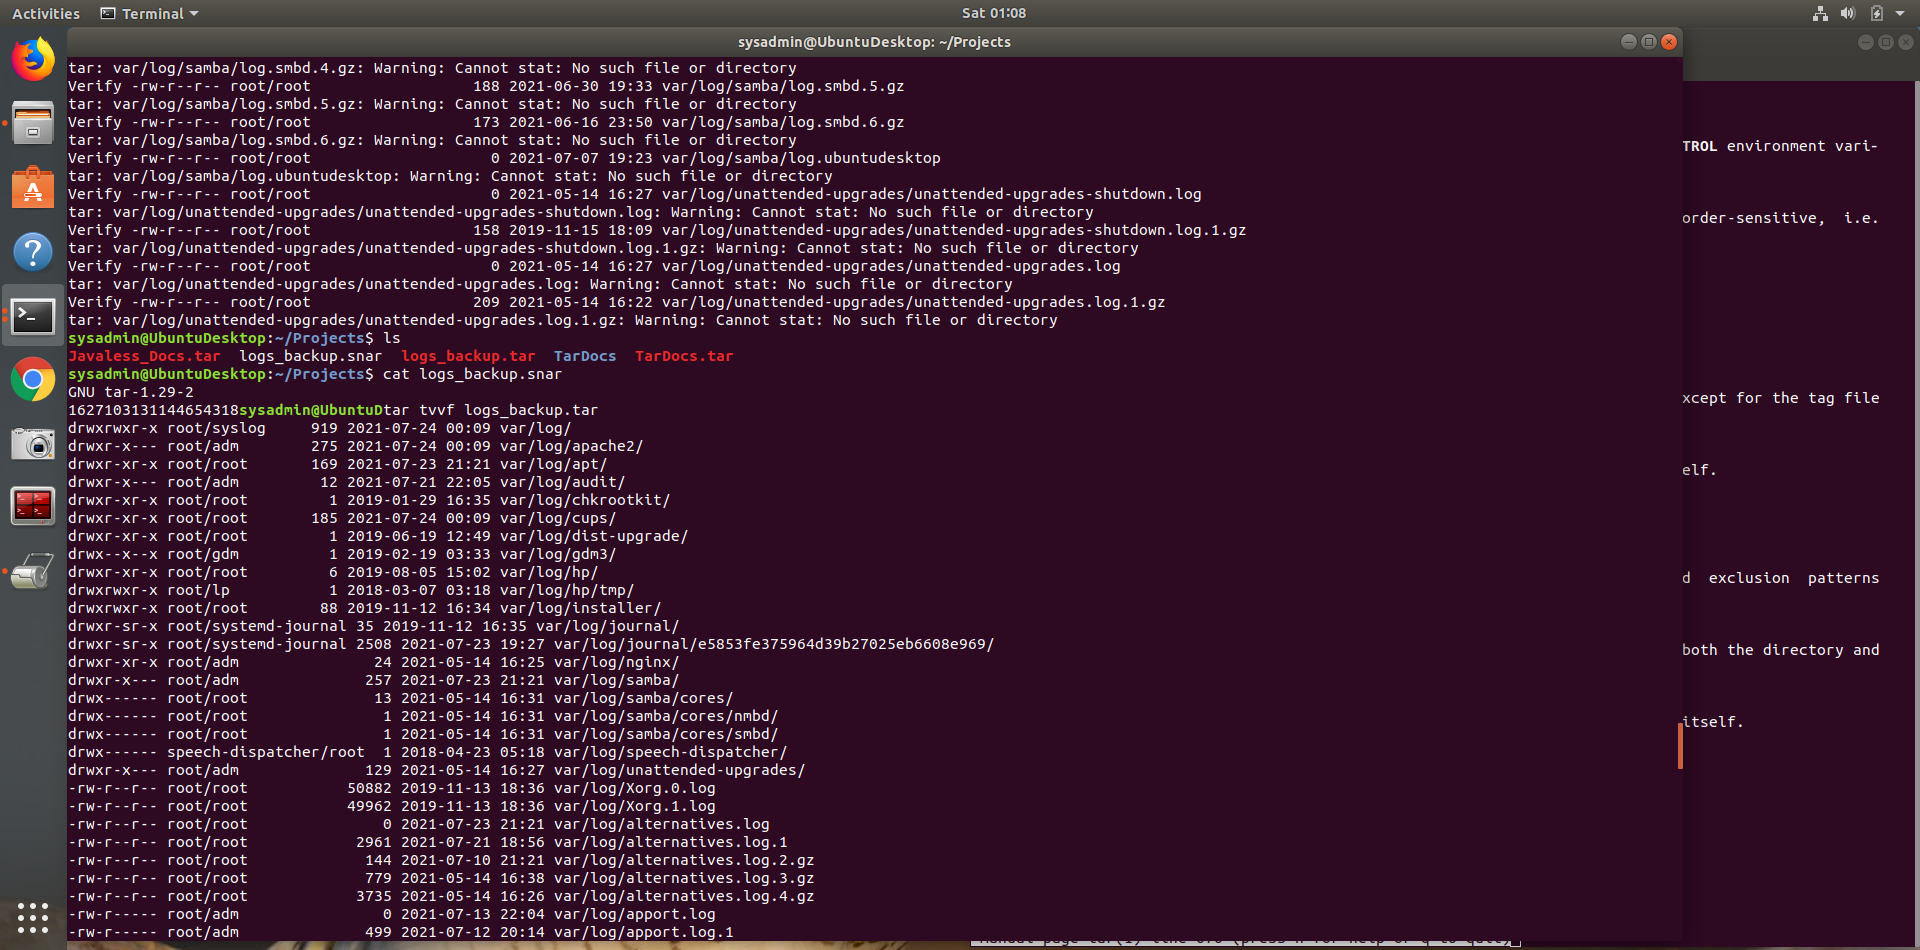 Activities Terminal Sat 01:08
sysadmin@UbuntuDesktop: ~/Projects
tar: var/log/samba/log.smbd.4.gz: Warning: Cannot stat: No such file or directory
Verify -rw-r--r-- root/root 188 2021-06-30 19:33 var/log/samba/log.smbd.5.gz
tar: var/log/samba/log.smbd.5.gz: Warning: Cannot stat: No such file or directory
Verify -rw-r--r-- root/root 173 2021-06-16 23:50 var/log/samba/log.smbd.6.gz
tar: var/log/samba/log.smbd.6.gz: Warning: Cannot stat: No such file or directory
Verify -rw-r--r-- root/root 0 2021-07-07 19:23 var/log/samba/log.ubuntudesktop
tar: var/log/samba/log.ubuntudesktop: Warning: Cannot stat: No such file or directory
Verify -rw-r--r-- root/root 0 2021-05-14 16:27 var/log/unattended-upgrades/unattended-upgrades-shutdown.log
tar: var/log/unattended-upgrades/unattended-upgrades-shutdown.log: Warning: Cannot stat: No such file or directory
Verify -rw-r--r-- root/root 158 2019-11-15 18:09 var/log/unattended-upgrades/unattended-upgrades-shutdown.log.1.gz
tar: var/log/unattended-upgrades/unattended-upgrades-shutdown.log.1.gz: Warning: Cannot stat: No such file or directory
Verify -rw-r--r-- root/root 0 2021-05-14 16:27 var/log/unattended-upgrades/unattended-upgrades.log
tar: var/log/unattended-upgrades/unattended-upgrades.log: Warning: Cannot stat: No such file or directory
Verify -rw-r--r-- root/root 209 2021-05-14 16:22 var/log/unattended-upgrades/unattended-upgrades.log.1.gz
tar: var/log/unattended-upgrades/unattended-upgrades.log.1.gz: Warning: Cannot stat: No such file or directory
sysadmin@UbuntuDesktop:~/Projects$ ls
Javaless_Docs.tar logs_backup.snar logs_backup.tar TarDocs TarDocs.tar
sysadmin@UbuntuDesktop:~/Projects$ cat logs_backup.snar
GNU tar-1.29-2
1627103131144654318sysadmin@UbuntuDtar tvvf logs_backup.tar
drwxrwxr-x root/syslog 919 2021-07-24 00:09 var/log/
drwxr-x--- root/adm 275 2021-07-24 00:09 var/log/apache2/
drwxr-xr-x root/root 169 2021-07-23 21:21 var/log/apt/
drwxr-x--- root/adm 12 2021-07-21 22:05 var/log/audit/
drwxr-xr-x root/root 1 2019-01-29 16:35 var/log/chkrootkit/
drwxr-xr-x root/root 185 2021-07-24 00:09 var/log/cups/
drwxr-xr-x root/root 1 2019-06-19 12:49 var/log/dist-upgrade/
drwx--x--x root/gdm 1 2019-02-19 03:33 var/log/gdm3/
drwxr-xr-x root/root 6 2019-08-05 15:02 var/log/hp/
drwxrwxr-x root/lp 1 2018-03-07 03:18 var/log/hp/tmp/
drwxrwxr-x root/root 88 2019-11-12 16:34 var/log/installer/
drwxr-sr-x root/systemd-journal 35 2019-11-12 16:35 var/log/journal/
drwxr-sr-x root/systemd-journal 2508 2021-07-23 19:27 var/log/journal/e5853fe375964d39b27025eb6608e969/
drwxr-xr-x root/adm 24 2021-05-14 16:25 var/log/nginx/
drwxr-x--- root/adm 257 2021-07-23 21:21 var/log/samba/
drwx------ root/root 13 2021-05-14 16:31 var/log/samba/cores/
drwx------ root/root 1 2021-05-14 16:31 var/log/samba/cores/nmbd/
drwx------ root/root 1 2021-05-14 16:31 var/log/samba/cores/smbd/
drwx------ speech-dispatcher/root 1 2018-04-23 05:18 var/log/speech-dispatcher/
drwxr-x--- root/adm 129 2021-05-14 16:27 var/log/unattended-upgrades/
-rw-r--r-- root/root 50882 2019-11-13 18:36 var/log/Xorg.0.log
-rw-r--r-- root/root 49962 2019-11-13 18:36 var/log/Xorg.1.log
-rw-r--r-- root/root 0 2021-07-23 21:21 var/log/alternatives.log
-rw-r--r-- root/root 2961 2021-07-21 18:56 var/log/alternatives.log.1
-rw-r--r-- root/root 144 2021-07-10 21:21 var/log/alternatives.log.2.gz
-rw-r--r-- root/root 779 2021-05-14 16:38 var/log/alternatives.log.3.gz
-rw-r--r-- root/root 3735 2021-05-14 16:26 var/log/alternatives.log.4.gz
-rw-r----- root/adm 0 2021-07-13 22:04 var/log/apport.log
-rw-r----- root/adm 499 2021-07-12 20:14 var/log/apport.log.1
TROL environment vari-
order-sensitive, i.e.
xcept for the tag file
elf.
d exclusion patterns
both the directory and
itself.